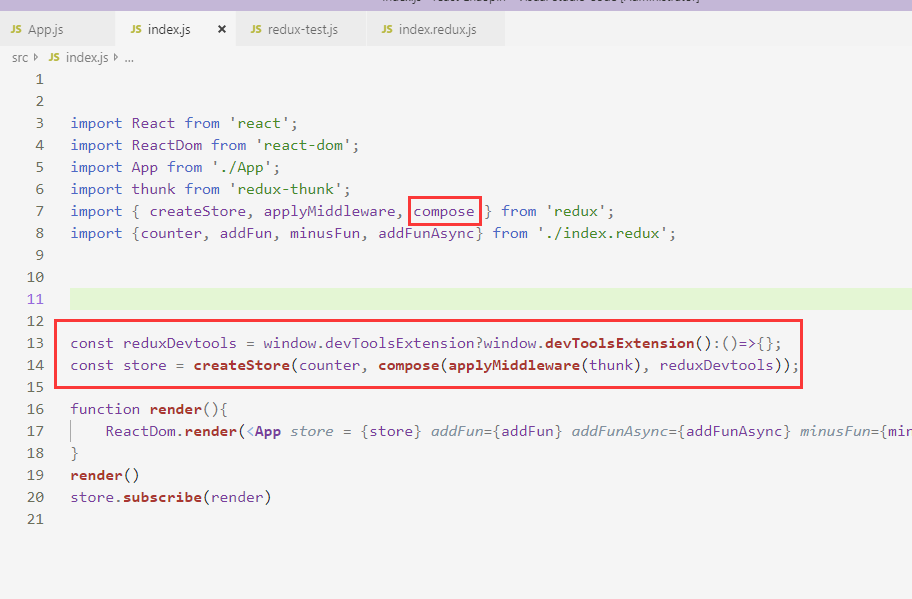 JS App.js JS index.js × JS redux-test.js JS index.redux.js
src JS index.js ...
1
2
3 import React from 'react';
4 import ReactDom from 'react-dom';
5 import App from './App';
6 import thunk from 'redux-thunk';
7 import { createStore, applyMiddleware, compose } from 'redux';
8 import {counter, addFun, minusFun, addFunAsync} from './index.redux';
9
10
11
12
13 const reduxDevtools = window.devToolsExtension?window.devToolsExtension():()=>{};
14 const store = createStore(counter, compose(applyMiddleware(thunk), reduxDevtools));
15
16 function render(){
17 ReactDom.render(<App store = {store} addFun={addFun} addFunAsync={addFunAsync} minusFun={min
18 }
19 render()
20 store.subscribe(render)
21